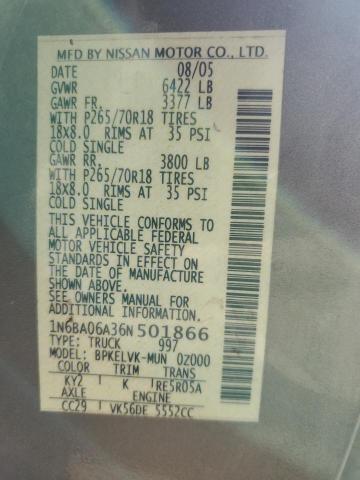 MFD BY NISSAN MOTOR CO., LTD.
DATE 08/05
GVWR 6422 LB
GAWR FR. 3377 LB
WITH P265/70R18 TIRES
18X8.0 RIMS AT 35 PSI
COLD SINGLE
GAWR RR. 3800 LB
WITH P265/70R18 TIRES
18X8.0 RIMS AT 35 PSI
COLD SINGLE
THIS VEHICLE CONFORMS TO
ALL APPLICABLE FEDERAL
MOTOR VEHICLE SAFETY
STANDARDS IN EFFECT ON
THE DATE OF MANUFACTURE
SHOWN ABOVE.
SEE OWNERS MANUAL FOR
ADDITIONAL INFORMATION.
1N6BA06A36N501866
TYPE: TRUCK 997
MODEL: BPKELVK-MUN 0Z000
COLOR TRIM TRANS
KY2 K RE5R05A
AXLE ENGINE
CC29 VK56DE 5552CC